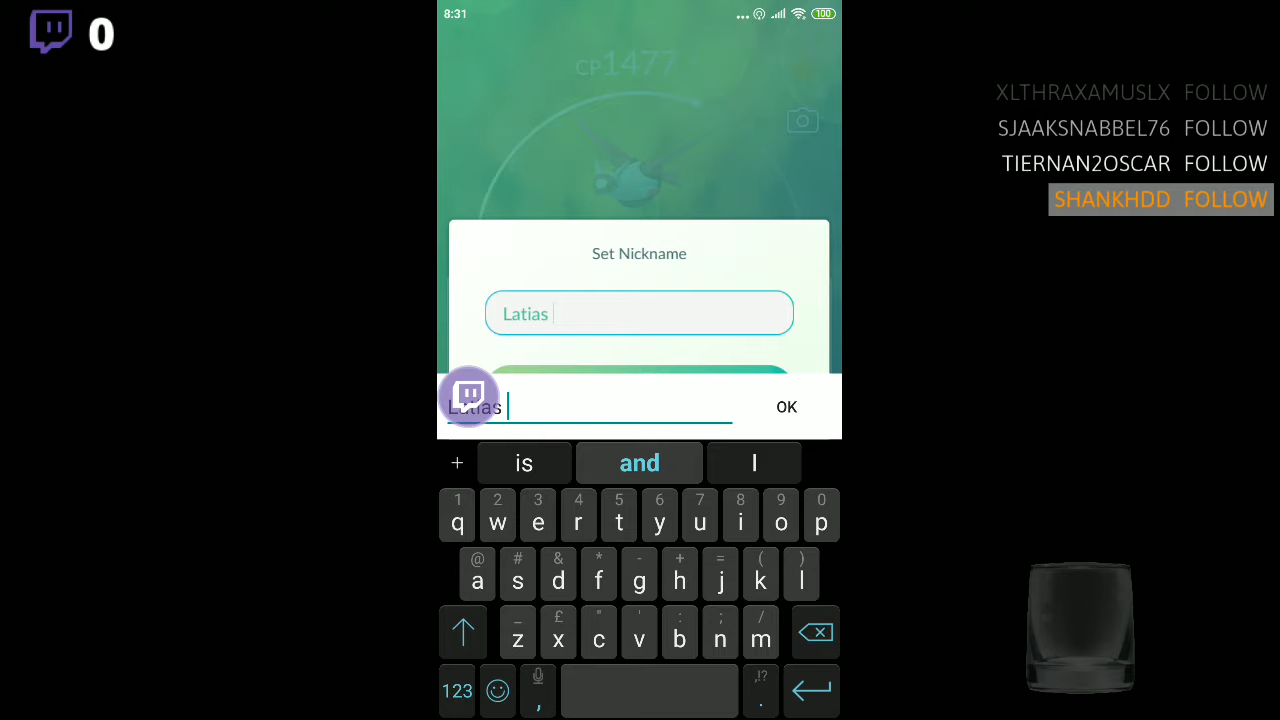 0
8:31
100
CP1477
XLTHRAXAMUSLX FOLLOW
SJAAKSNABBEL76 FOLLOW
TIERNAN2OSCAR FOLLOW
SHANKHDD FOLLOW
Set Nickname
Latias
Latias
OK
+ is and I
1 2 3 4 5 6 7 8 9 0
q w e r t y u i o p
@ # & * - + = ( )
a s d f g h j k l
_ £ " ' : ; /
z x c v b n m
,!?
123 , .